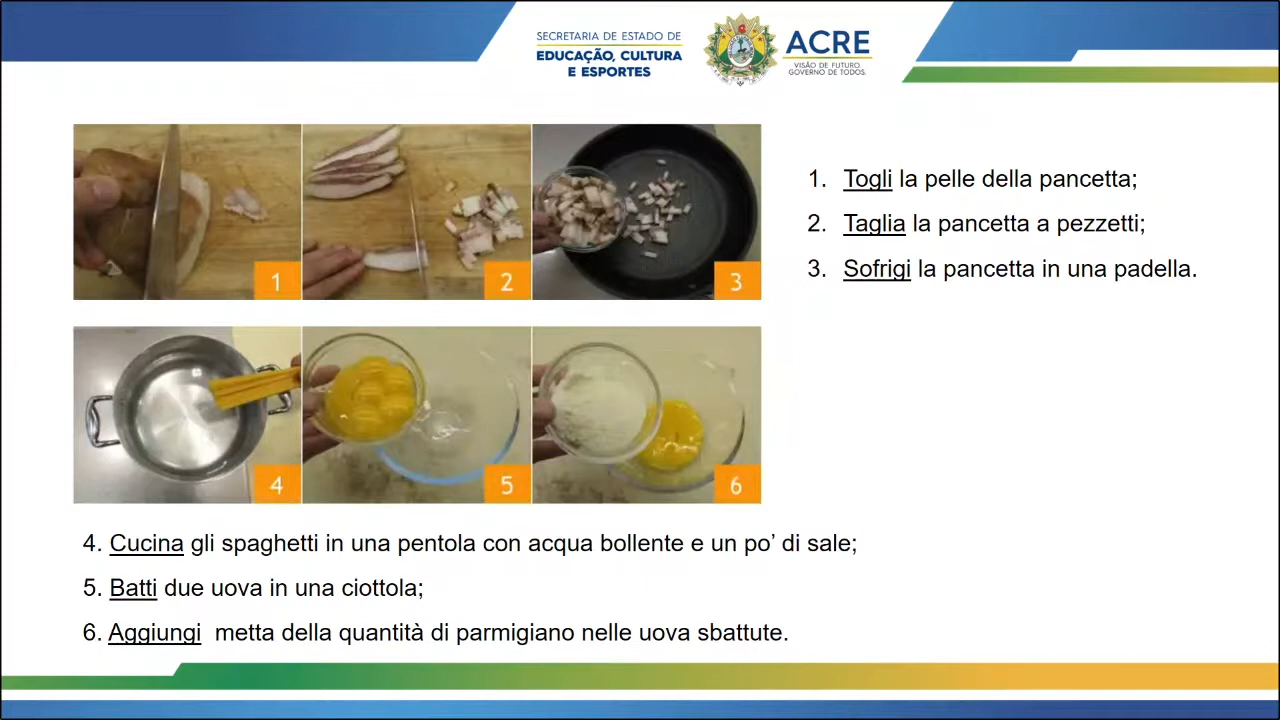 SECRETARIA DE ESTADO DE
EDUCAÇÃO, CULTURA
E ESPORTES
ACRE
VISÃO DE FUTURO
GOVERNO DE TODOS
1
2
3
1. Togli la pelle della pancetta;
2. Taglia la pancetta a pezzetti;
3. Sofrigi la pancetta in una padella.
4
5
6
4. Cucina gli spaghetti in una pentola con acqua bollente e un po’ di sale;
5. Batti due uova in una ciottola;
6. Aggiungi metta della quantità di parmigiano nelle uova sbattute.